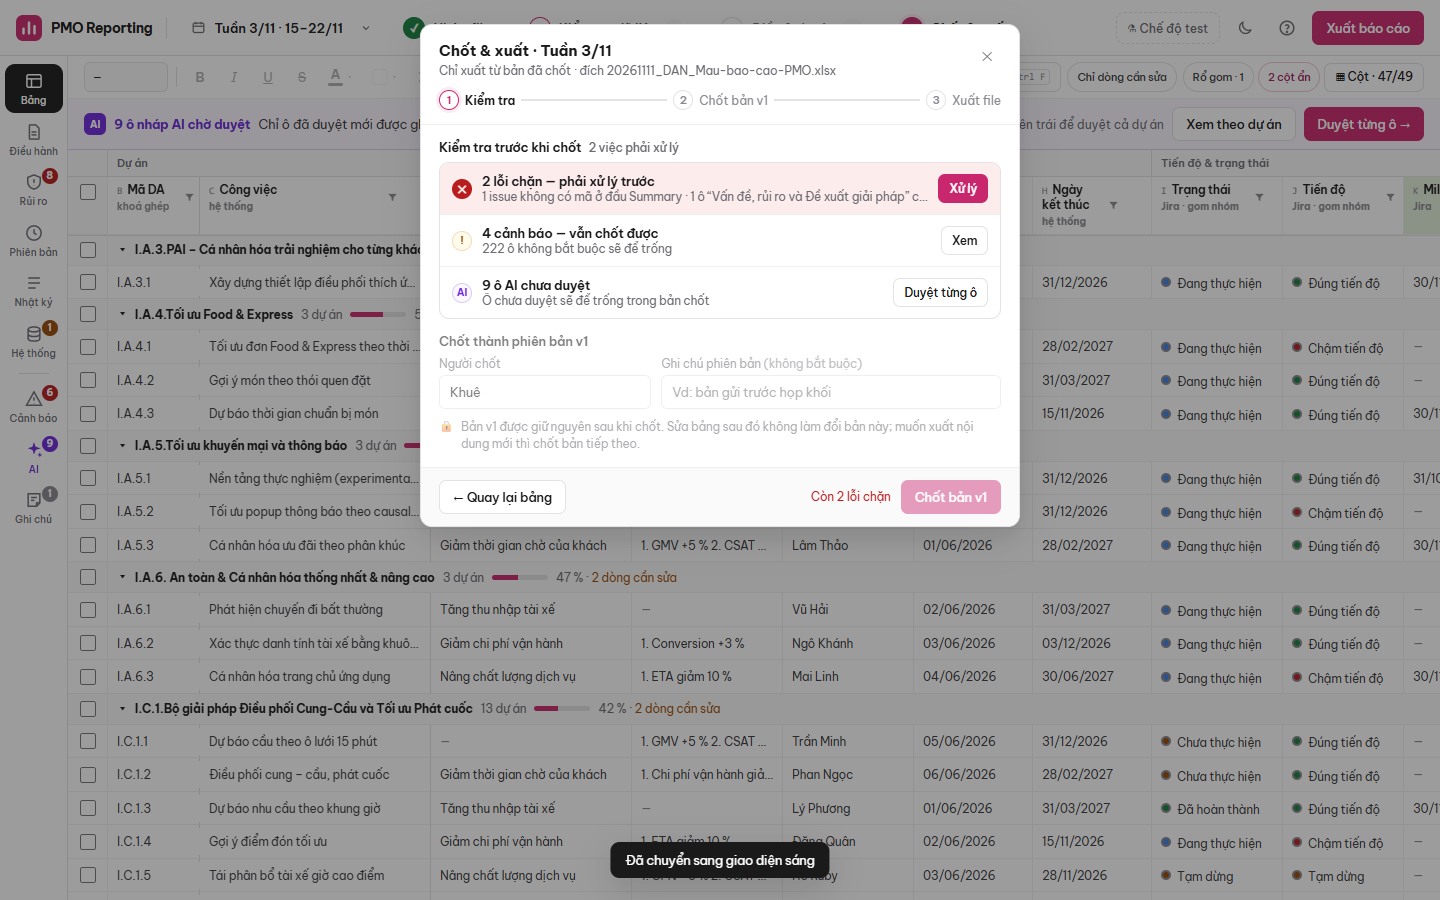 PMO Reporting
Tuần 3/11 · 15–22/11
Chế độ test
Xuất báo cáo
Bảng
Điều hành
Rủi ro
8
Phiên bản
Nhật ký
Hệ thống
1
Cảnh báo
6
AI
9
Ghi chú
1
–
B I U S A
Ctrl F
Chỉ dòng cần sửa
Rổ gom · 1
2 cột ẩn
Cột · 47/49
AI 9 ô nháp AI chờ duyệt
Xem theo dự án
Duyệt từng ô →
Dự án
Tiến độ & trạng thái
B Mã DA
khoá ghép
C Công việc
hệ thống
H Ngày kết thúc
hệ thống
I Trạng thái
Jira · gom nhóm
J Tiến độ
Jira · gom nhóm
K
Jira
Chốt & xuất · Tuần 3/11
Chỉ xuất từ bản đã chốt · đích 20261111_DAN_Mau-bao-cao-PMO.xlsx
1 Kiểm tra
2 Chốt bản v1
3 Xuất file
Kiểm tra trước khi chốt 2 việc phải xử lý
2 lỗi chặn — phải xử lý trước
1 issue không có mã ở đầu Summary · 1 ô “Vấn đề, rủi ro và Đề xuất giải pháp” c...
Xử lý
4 cảnh báo — vẫn chốt được
222 ô không bắt buộc sẽ để trống
Xem
AI 9 ô AI chưa duyệt
Ô chưa duyệt sẽ để trống trong bản chốt
Duyệt từng ô
Chốt thành phiên bản v1
Người chốt
Khuê
Ghi chú phiên bản (không bắt buộc)
Vd: bản gửi trước họp khối
Bản v1 được giữ nguyên sau khi chốt. Sửa bảng sau đó không làm đổi bản này; muốn xuất nội
dung mới thì chốt bản tiếp theo.
← Quay lại bảng
Còn 2 lỗi chặn
Chốt bản v1
I.A.3.PAI – Cá nhân hóa trải nghiệm cho từng
I.A.3.1 Xây dựng thiết lập điều phối thích ứ... 31/12/2026 Đang thực hiện Đúng tiến độ
I.A.4.Tối ưu Food & Express 3 dự án
I.A.4.1 Tối ưu đơn Food & Express theo thời ... 28/02/2027 Đang thực hiện Chậm tiến độ –
I.A.4.2 Gợi ý món theo thói quen đặt 31/03/2027 Đang thực hiện Đúng tiến độ –
I.A.4.3 Dự báo thời gian chuẩn bị món 15/11/2026 Đang thực hiện Đúng tiến độ
I.A.5.Tối ưu khuyến mại và thông báo 3 dự án
I.A.5.1 Nền tảng thực nghiệm (experimenta... 31/12/2026 Đang thực hiện Đúng tiến độ
I.A.5.2 Tối ưu popup thông báo theo causal... 31/12/2026 Đang thực hiện Chậm tiến độ –
I.A.5.3 Cá nhân hóa ưu đãi theo phân khúc Giảm thời gian chờ của khách 1. GMV +5 % 2. CSAT ... Lâm Thảo 01/06/2026 28/02/2027 Đang thực hiện Đúng tiến độ
I.A.6. An toàn & Cá nhân hóa thống nhất & nâng cao 3 dự án 47 % · 2 dòng cần sửa
I.A.6.1 Phát hiện chuyến đi bất thường Tăng thu nhập tài xế – Vũ Hải 02/06/2026 31/03/2027 Đang thực hiện Đúng tiến độ –
I.A.6.2 Xác thực danh tính tài xế bằng khuô... Giảm chi phí vận hành 1. Conversion +3 % Ngô Khánh 03/06/2026 03/12/2026 Đang thực hiện Đúng tiến độ –
I.A.6.3 Cá nhân hóa trang chủ ứng dụng Nâng chất lượng dịch vụ 1. ETA giảm 10 % Mai Linh 04/06/2026 30/06/2027 Đang thực hiện Chậm tiến độ
I.C.1.Bộ giải pháp Điều phối Cung-Cầu và Tối ưu Phát cuốc 13 dự án 42 % · 2 dòng cần sửa
I.C.1.1 Dự báo cầu theo ô lưới 15 phút – 1. GMV +5 % 2. CSAT ... Trần Minh 05/06/2026 31/12/2026 Chưa thực hiện Đúng tiến độ –
I.C.1.2 Điều phối cung – cầu, phát cuốc Giảm thời gian chờ của khách 1. Chi phí vận hành giả... Phan Ngọc 06/06/2026 28/02/2027 Chưa thực hiện Đúng tiến độ –
I.C.1.3 Dự báo nhu cầu theo khung giờ Tăng thu nhập tài xế – Lý Phương 01/06/2026 31/03/2027 Đã hoàn thành Đúng tiến độ
I.C.1.4 Gợi ý điểm đón tối ưu Giảm chi phí vận hành 1. ETA giảm 10 % Đặng Quân 02/06/2026 15/11/2026 Đang thực hiện Chậm tiến độ –
I.C.1.5 Tái phân bổ tài xế giờ cao điểm Nâng chất lượng dịch vụ 03/06/2026 28/11/2026 Tạm dừng Tạm dừng –
Đã chuyển sang giao diện sáng